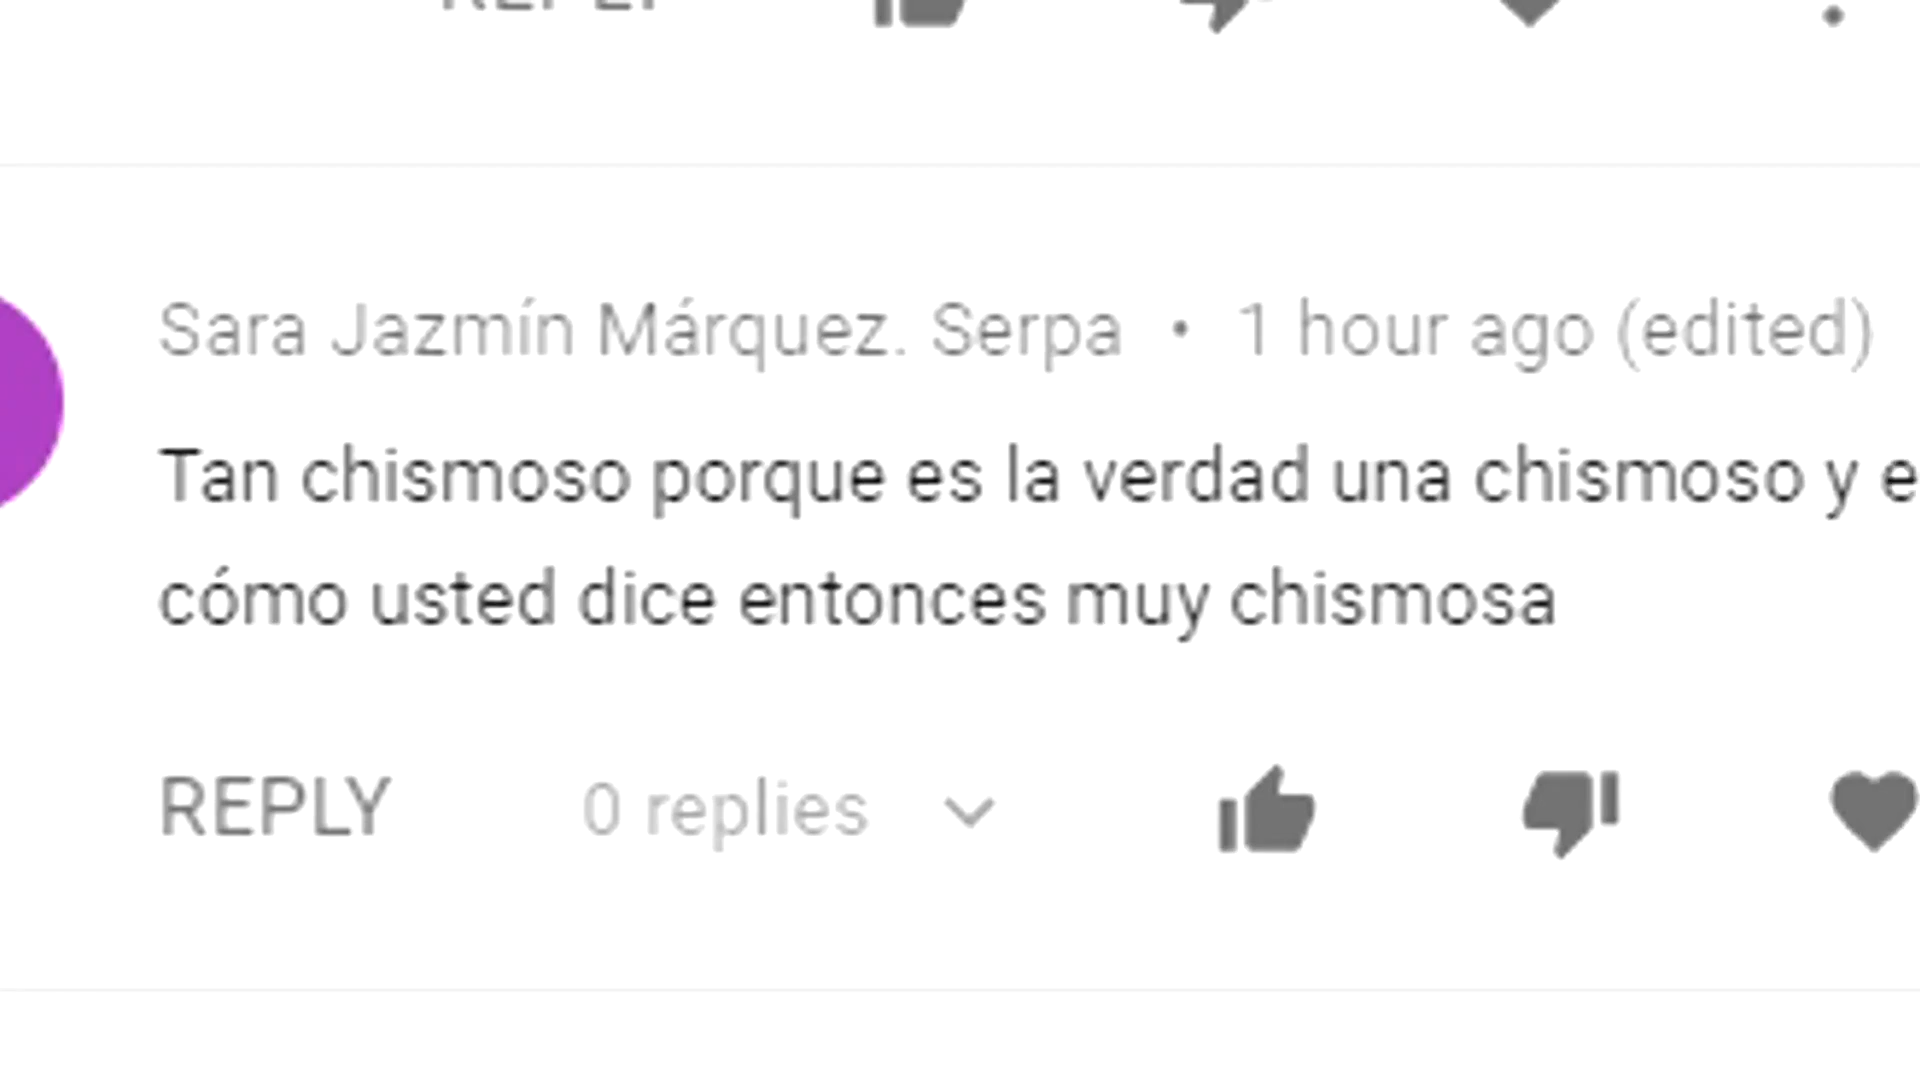 REPLY
Sara Jazmín Márquez. Serpa • 1 hour ago (edited)
Tan chismoso porque es la verdad una chismoso y e
cómo usted dice entonces muy chismosa
REPLY 0 replies